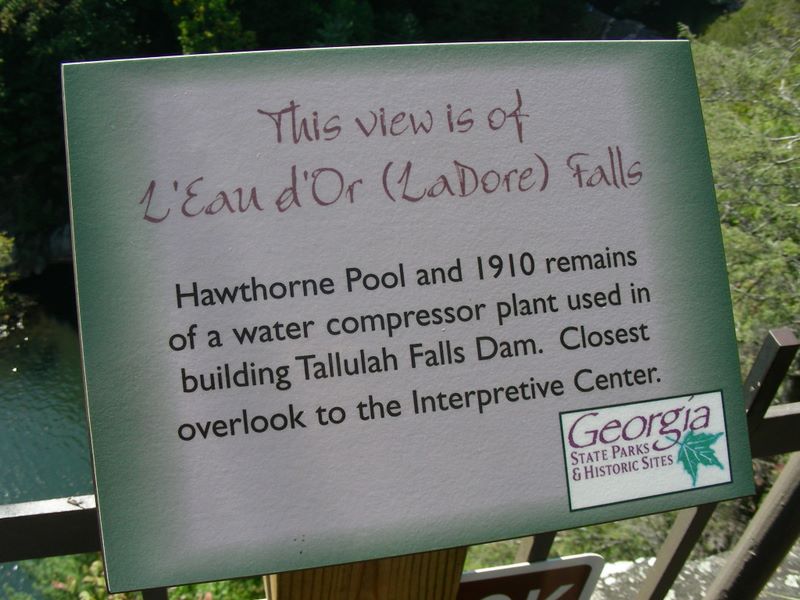 This view is of
L'Eau d'Or (LaDore) Falls
Hawthorne Pool and 1910 remains
of a water compressor plant used in
building Tallulah Falls Dam. Closest
overlook to the Interpretive Center.
Georgia
STATE PARKS
& HISTORIC SITES